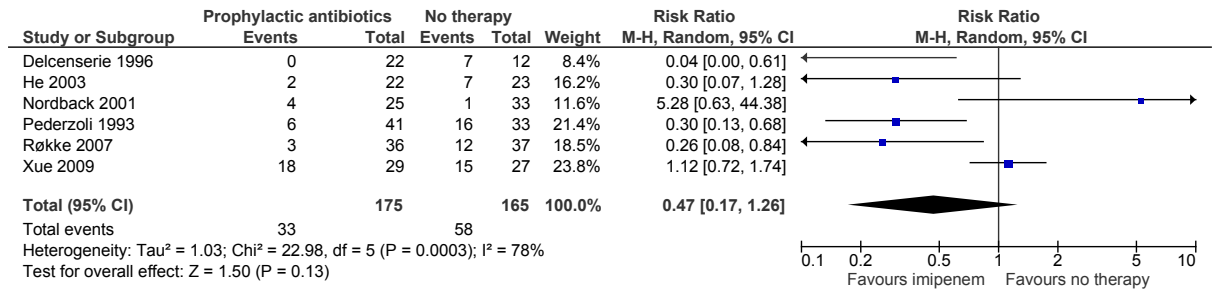 Prophylactic antibiotics No therapy Risk Ratio Risk Ratio
Study or Subgroup Events Total Events Total Weight M-H, Random, 95% CI M-H, Random, 95% CI
Delcenserie 1996 0 22 7 12 8.4% 0.04 [0.00, 0.61]
He 2003 2 22 7 23 16.2% 0.30 [0.07, 1.28]
Nordback 2001 4 25 1 33 11.6% 5.28 [0.63, 44.38]
Pederzoli 1993 6 41 16 33 21.4% 0.30 [0.13, 0.68]
Røkke 2007 3 36 12 37 18.5% 0.26 [0.08, 0.84]
Xue 2009 18 29 15 27 23.8% 1.12 [0.72, 1.74]
Total (95% CI) 175 165 100.0% 0.47 [0.17, 1.26]
Total events 33 58
Heterogeneity: Tau² = 1.03; Chi² = 22.98, df = 5 (P = 0.0003); I² = 78%
Test for overall effect: Z = 1.50 (P = 0.13)
0.1 0.2 0.5 1 2 5 10
Favours imipenem Favours no therapy